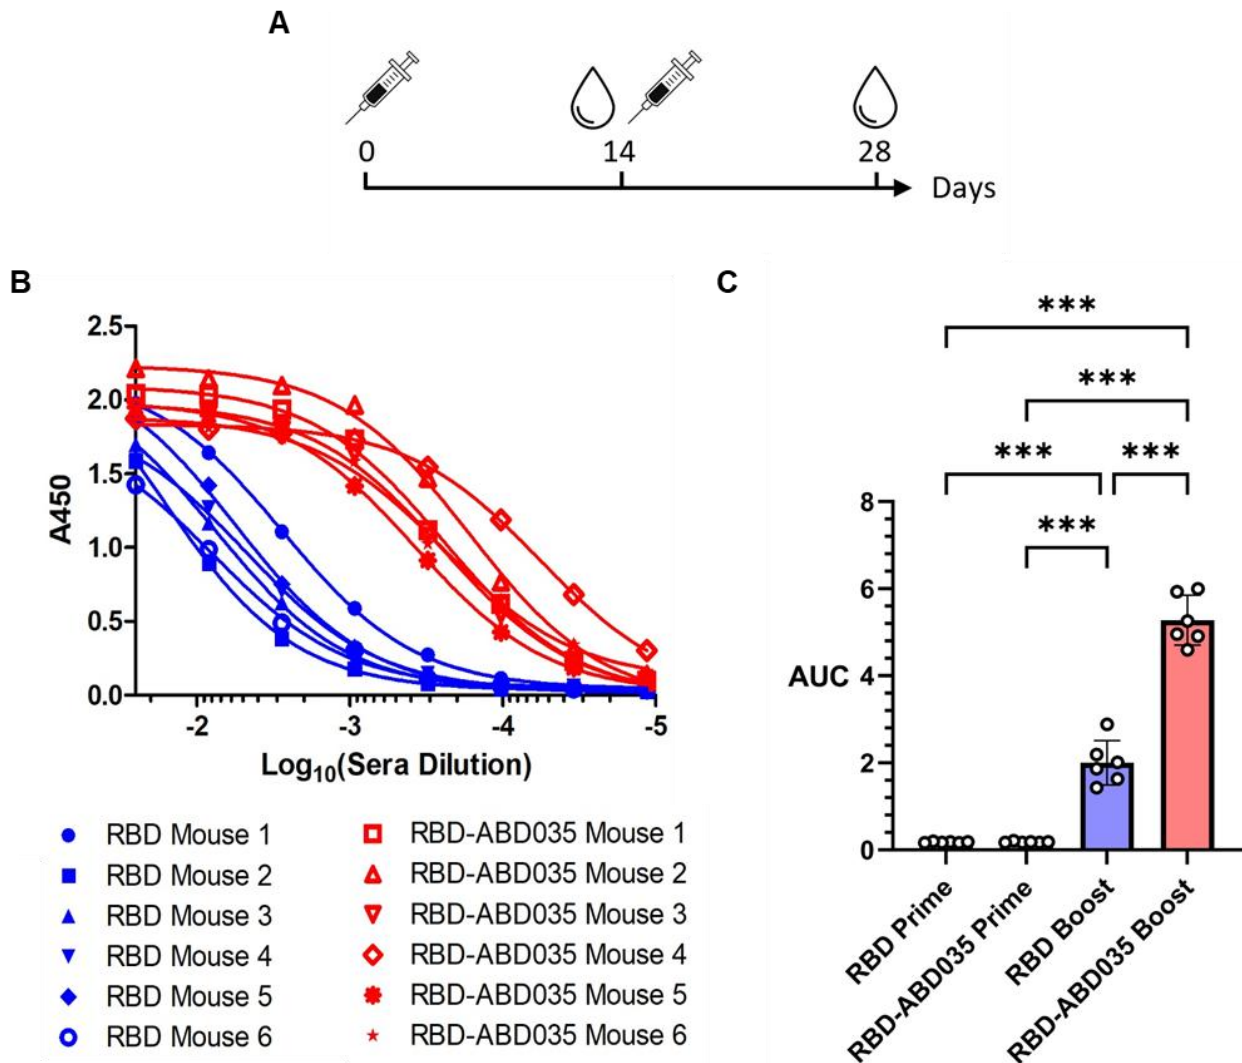 A
0
14
28
Days
B
2.5
2.0
1.5
1.0
0.5
0.0
A450
-2
-3
-4
-5
Log10(Sera Dilution)
RBD Mouse 1
RBD Mouse 2
RBD Mouse 3
RBD Mouse 4
RBD Mouse 5
RBD Mouse 6
RBD-ABD035 Mouse 1
RBD-ABD035 Mouse 2
RBD-ABD035 Mouse 3
RBD-ABD035 Mouse 4
RBD-ABD035 Mouse 5
RBD-ABD035 Mouse 6
C
***
***
***
***
***
8
6
4
2
0
AUC
RBD Prime
RBD-ABD035 Prime
RBD Boost
RBD-ABD035 Boost